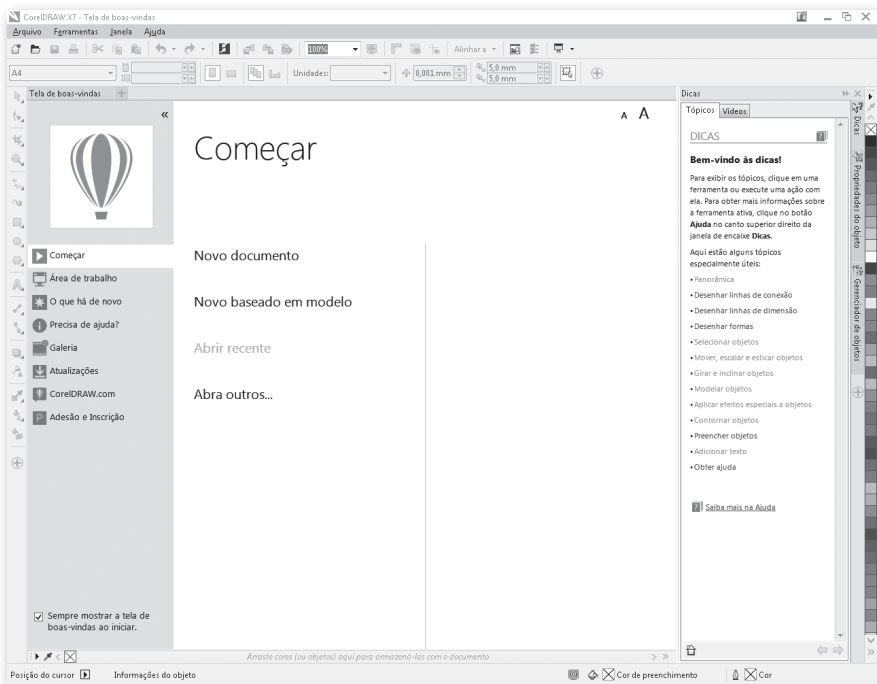 CorelDRAW X7 - Tela de boas-vindas
Arquivo Ferramentas Janela Ajuda
100% Alinhar a
A4 Unidades: 0,001 mm 5,0 mm
5,0 mm
Tela de boas-vindas
Começar
A A
Começar
Área de trabalho
O que há de novo
Precisa de ajuda?
Galeria
Atualizações
CorelDRAW.com
Adesão e Inscrição
Sempre mostrar a tela de
boas-vindas ao iniciar.
Novo documento
Novo baseado em modelo
Abrir recente
Abra outros...
Dicas
Tópicos Vídeos
DICAS
Bem-vindo às dicas!
Para exibir os tópicos, clique em uma
ferramenta ou execute uma ação com
ela. Para obter mais informações sobre
a ferramenta ativa, clique no botão
Ajuda no canto superior direito da
janela de encaixe Dicas.
Aqui estão alguns tópicos
especialmente úteis:
•Panorâmica
•Desenhar linhas de conexão
•Desenhar linhas de dimensão
•Desenhar formas
•Selecionar objetos
•Mover, escalar e esticar objetos
•Girar e inclinar objetos
•Modelar objetos
•Aplicar efeitos especiais a objetos
•Contornar objetos
•Preencher objetos
•Adicionar texto
•Obter ajuda
Saiba mais na Ajuda
Dicas
Propriedades do objeto
Gerenciador de objetos
Arraste cores (ou objetos) aqui para armazená-las com o documento
Posição do cursor Informações do objeto Cor de preenchimento Cor